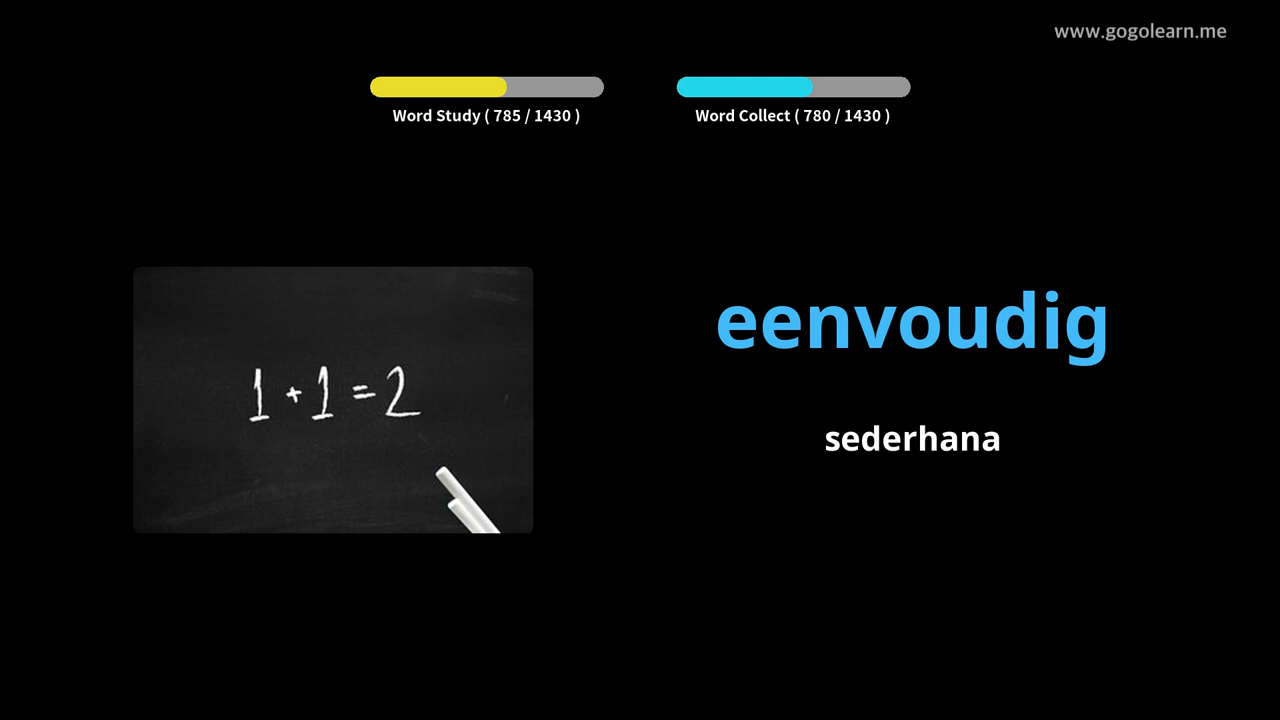 www.gogolearn.me
Word Study ( 785 / 1430 )
Word Collect ( 780 / 1430 )
1 + 1 = 2
eenvoudig
sederhana